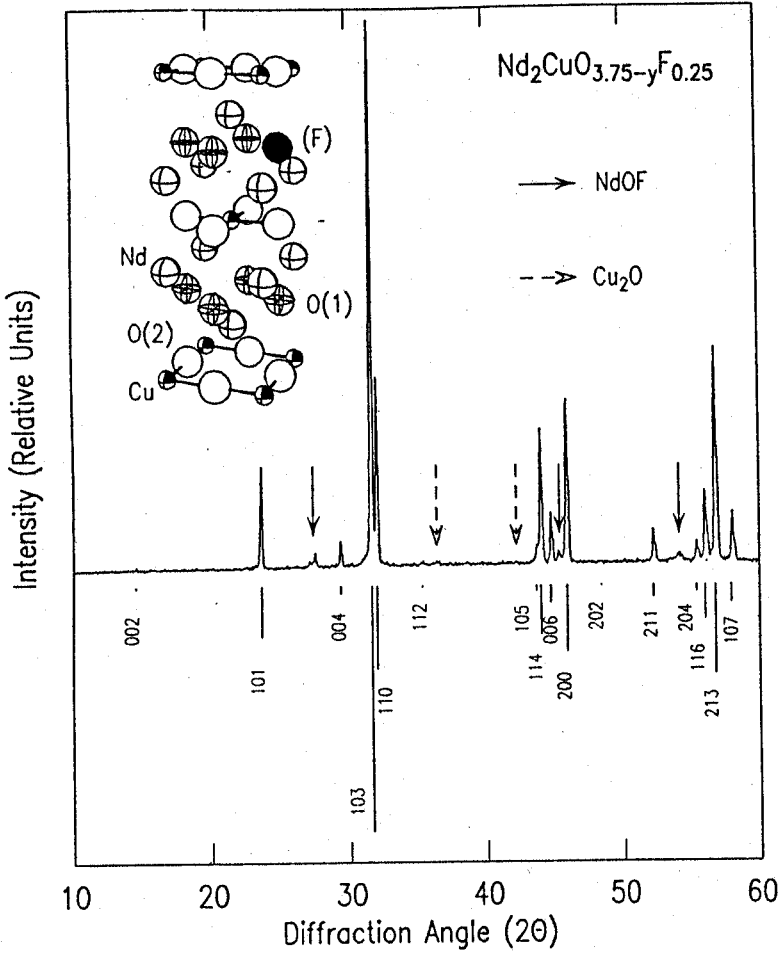 Nd₂CuO₃.₇₅₋yF₀.₂₅
(F)
NdOF
Cu₂O
Nd
O(1)
O(2)
Cu
Intensity (Relative Units)
002
101
004
103
110
112
105
114
006
200
202
211
204
116
213
107
10 20 30 40 50 60
Diffraction Angle (2Θ)